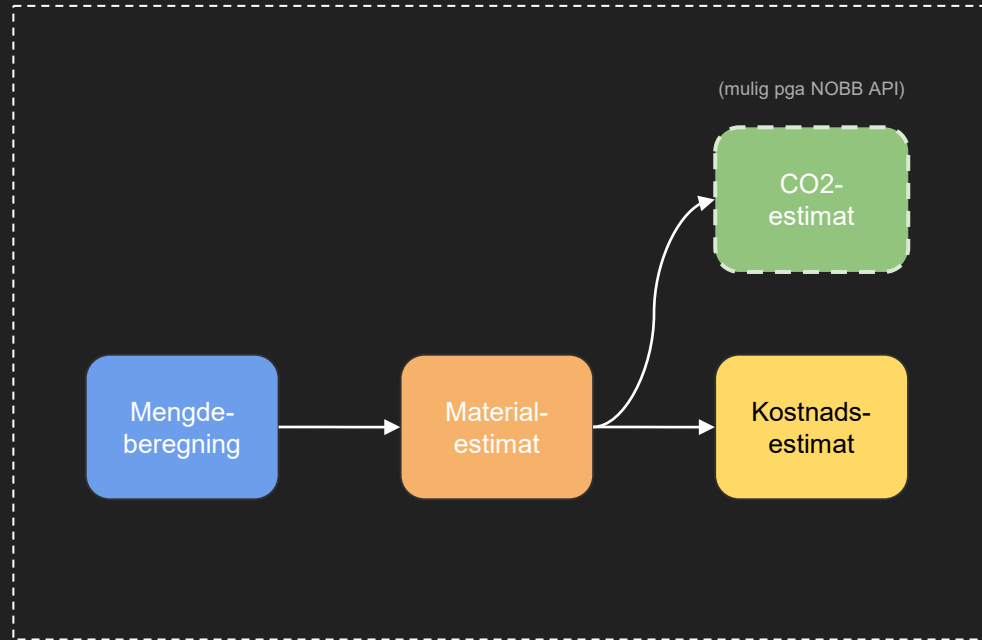 (mulig pga NOBB API)
CO2-
estimat
Mengde-
beregning
Material-
estimat
Kostnads-
estimat